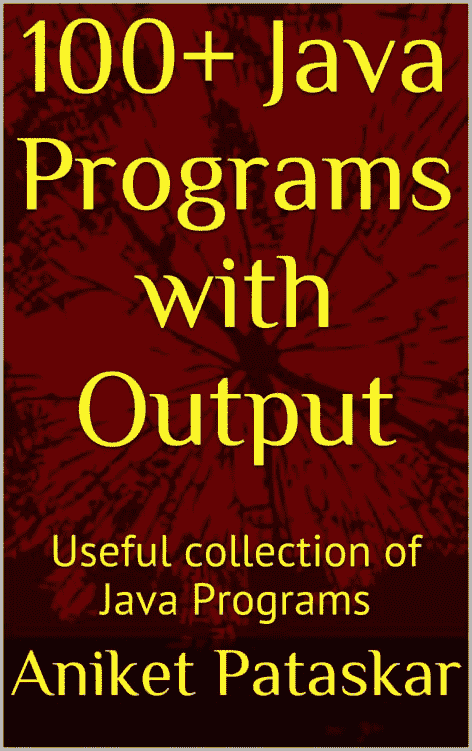 100+ Java
Programs
with
Output
Useful collection of
Java Programs
Aniket Pataskar